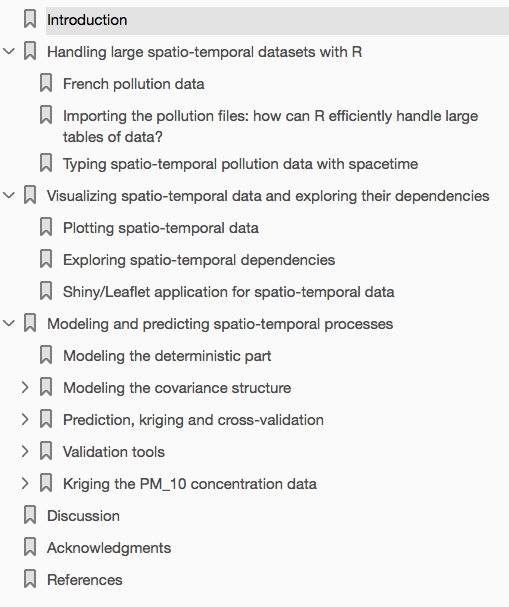 Introduction
Handling large spatio-temporal datasets with R
French pollution data
Importing the pollution files: how can R efficiently handle large
tables of data?
Typing spatio-temporal pollution data with spacetime
Visualizing spatio-temporal data and exploring their dependencies
Plotting spatio-temporal data
Exploring spatio-temporal dependencies
Shiny/Leaflet application for spatio-temporal data
Modeling and predicting spatio-temporal processes
Modeling the deterministic part
Modeling the covariance structure
Prediction, kriging and cross-validation
Validation tools
Kriging the PM_10 concentration data
Discussion
Acknowledgments
References